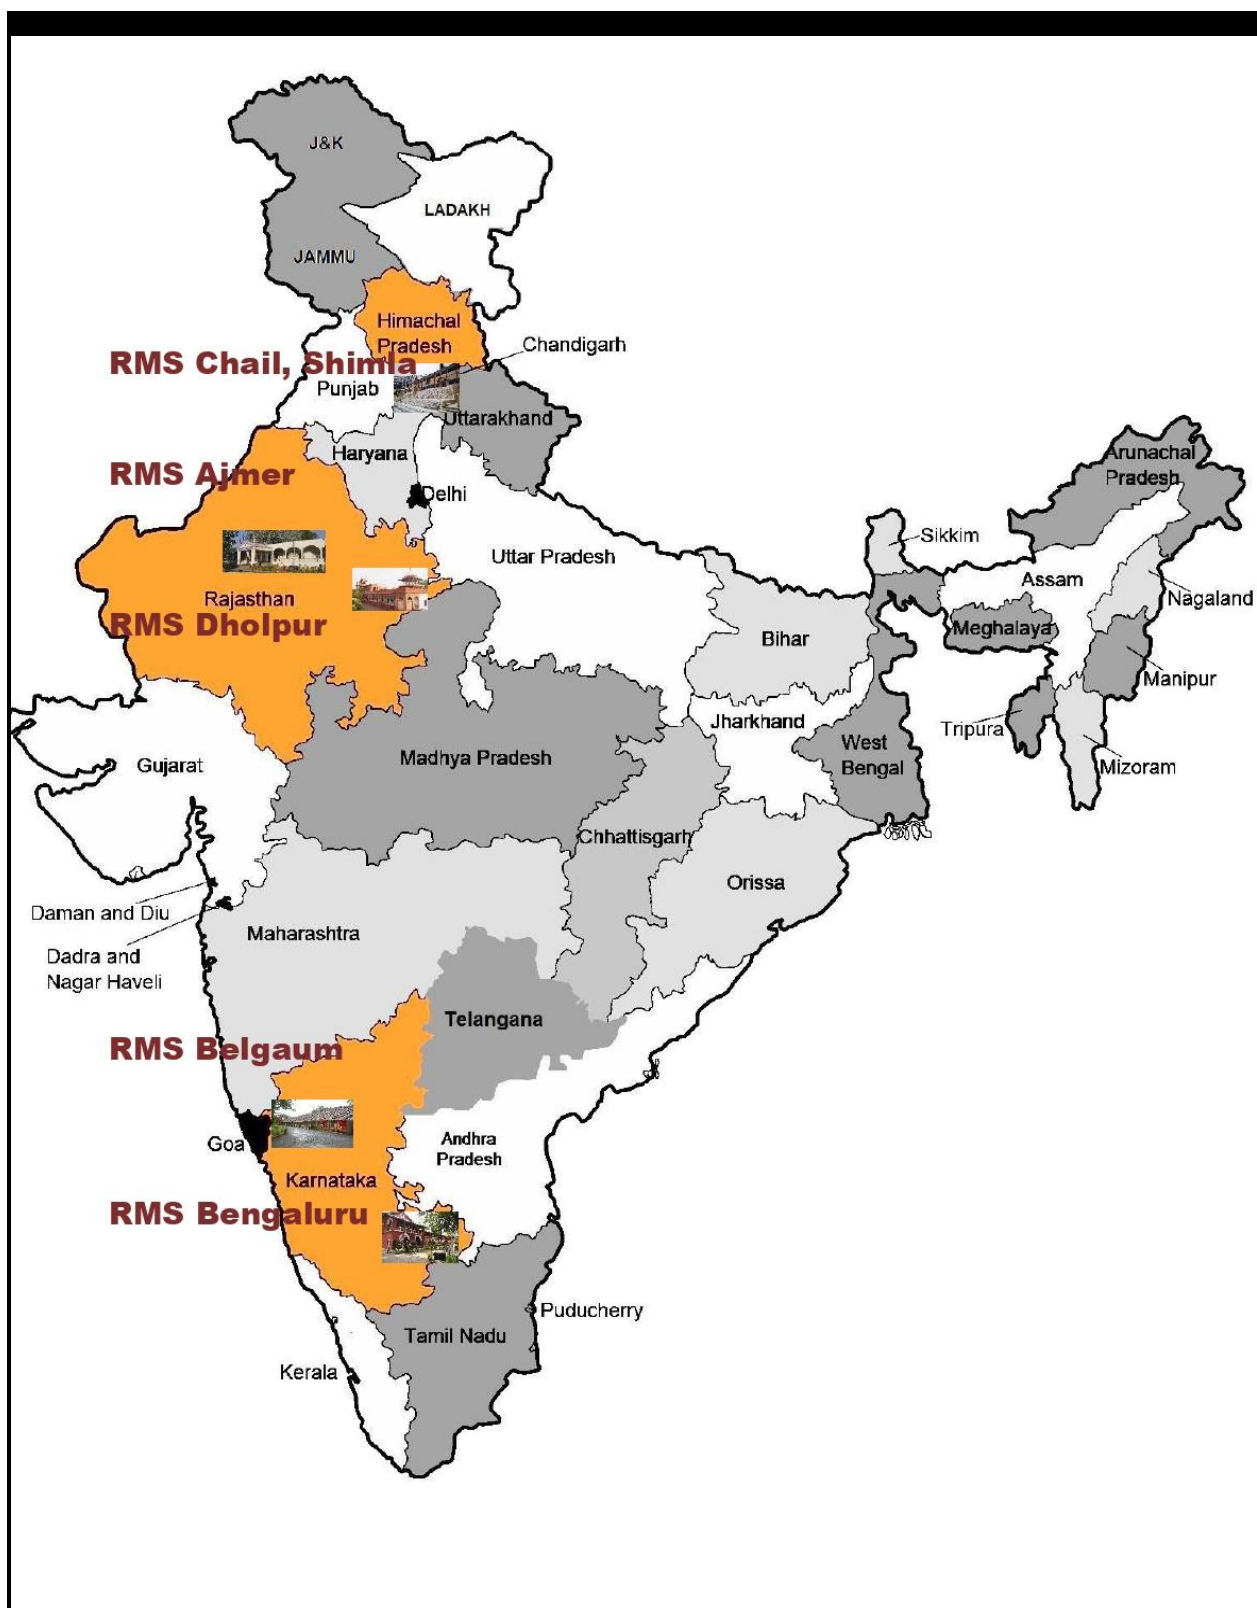 J&K
LADAKH
JAMMU
Himachal
Pradesh
Chandigarh
RMS Chail, Shimla
Punjab
Uttarakhand
Haryana
RMS Ajmer
Delhi
Arunachal
Pradesh
Sikkim
Uttar Pradesh
Assam
Rajasthan
Nagaland
RMS Dholpur
Bihar
Meghalaya
Manipur
Jharkhand
Tripura
West
Bengal
Madhya Pradesh
Gujarat
Mizoram
Chhattisgarh
Orissa
Daman and Diu
Maharashtra
Dadra and
Nagar Haveli
Telangana
RMS Belgaum
Goa
Andhra
Pradesh
Karnataka
RMS Bengaluru
Puducherry
Tamil Nadu
Kerala